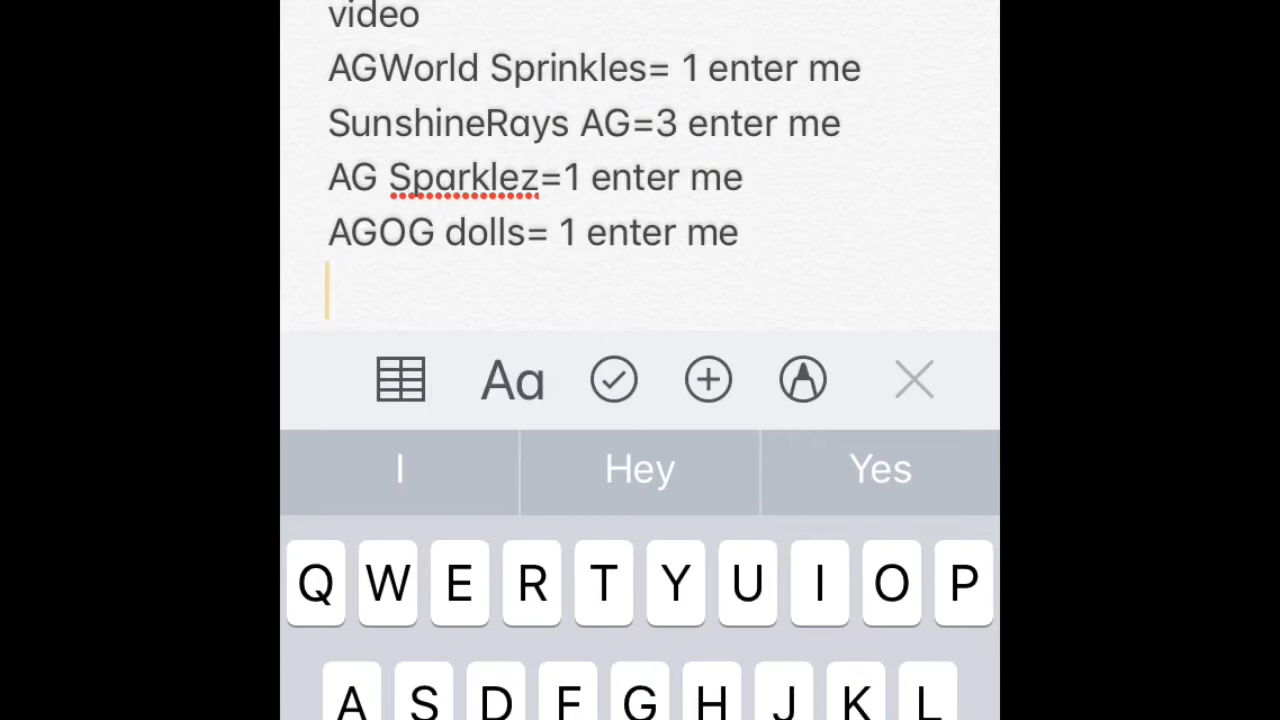 video
AGWorld Sprinkles= 1 enter me
SunshineRays AG=3 enter me
AG Sparklez=1 enter me
AGOG dolls= 1 enter me
Aa
I Hey Yes
Q W E R T Y U I O P
A S D F G H J K L